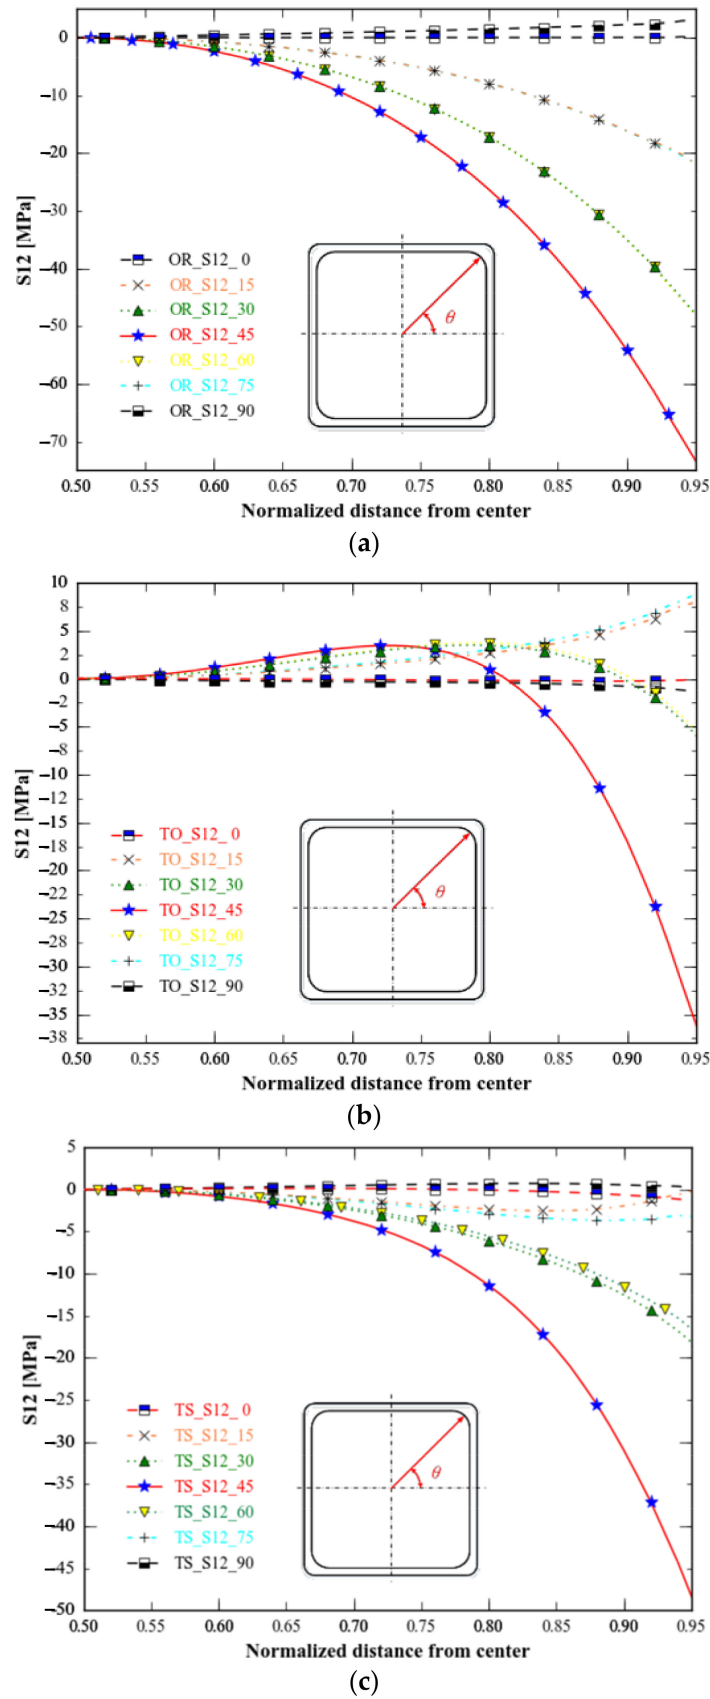 0
−10
−20
−30
−40
−50
−60
−70
S12 [MPa]
OR_S12_ 0
OR_S12_15
OR_S12_30
OR_S12_45
OR_S12_60
OR_S12_75
OR_S12_90
θ
0.50 0.55 0.60 0.65 0.70 0.75 0.80 0.85 0.90 0.95
Normalized distance from center
(a)
10
8
5
2
0
−2
−5
−8
−10
−12
−15
−18
−20
−22
−25
−28
−30
−32
−35
−38
S12 [MPa]
TO_S12_ 0
TO_S12_15
TO_S12_30
TO_S12_45
TO_S12_60
TO_S12_75
TO_S12_90
θ
0.50 0.55 0.60 0.65 0.70 0.75 0.80 0.85 0.90 0.95
Normalized distance from center
(b)
5
0
−5
−10
−15
−20
−25
−30
−35
−40
−45
−50
S12 [MPa]
TS_S12_ 0
TS_S12_15
TS_S12_30
TS_S12_45
TS_S12_60
TS_S12_75
TS_S12_90
θ
0.50 0.55 0.60 0.65 0.70 0.75 0.80 0.85 0.90 0.95
Normalized distance from center
(c)